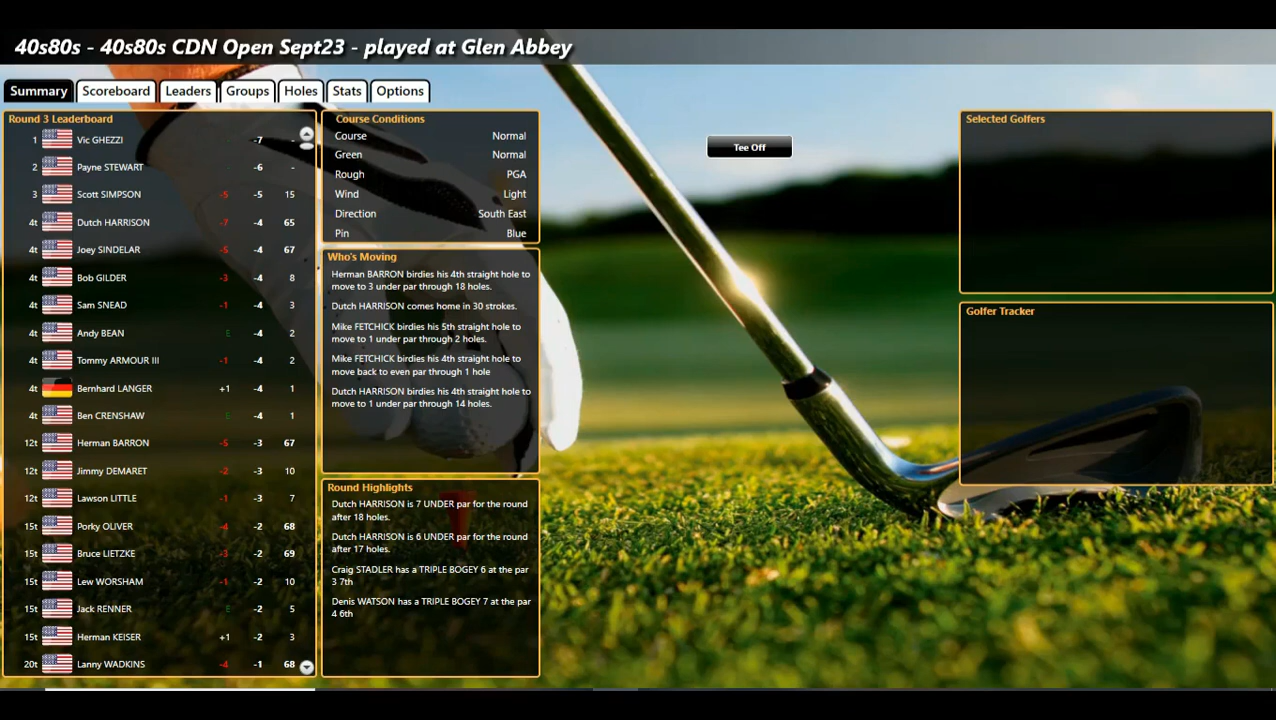 40s80s - 40s80s CDN Open Sept23 - played at Glen Abbey
Summary Scoreboard Leaders Groups Holes Stats Options
Round 3 Leaderboard
1 Vic GHEZZI - -7 -
2 Payne STEWART - -6 -
3 Scott SIMPSON -5 -5 15
4t Dutch HARRISON -7 -4 65
4t Joey SINDELAR -5 -4 67
4t Bob GILDER -3 -4 8
4t Sam SNEAD -1 -4 3
4t Andy BEAN E -4 2
4t Tommy ARMOUR III -1 -4 2
4t Bernhard LANGER +1 -4 1
4t Ben CRENSHAW E -4 1
12t Herman BARRON -5 -3 67
12t Jimmy DEMARET -2 -3 10
12t Lawson LITTLE -1 -3 7
15t Porky OLIVER -4 -2 68
15t Bruce LIETZKE -3 -2 69
15t Lew WORSHAM -1 -2 10
15t Jack RENNER E -2 5
15t Herman KEISER +1 -2 3
20t Lanny WADKINS -4 -1 68
Course Conditions
Course Normal
Green Normal
Rough PGA
Wind Light
Direction South East
Pin Blue
Who's Moving
Herman BARRON birdies his 4th straight hole to
move to 3 under par through 18 holes.
Dutch HARRISON comes home in 30 strokes.
Mike FETCHICK birdies his 5th straight hole to
move to 1 under par through 2 holes.
Mike FETCHICK birdies his 4th straight hole to
move back to even par through 1 hole
Dutch HARRISON birdies his 4th straight hole to
move to 1 under par through 14 holes.
Round Highlights
Dutch HARRISON is 7 UNDER par for the round
after 18 holes.
Dutch HARRISON is 6 UNDER par for the round
after 17 holes.
Craig STADLER has a TRIPLE BOGEY 6 at the par
3 7th
Denis WATSON has a TRIPLE BOGEY 7 at the par
4 6th
Tee Off
Selected Golfers
Golfer Tracker